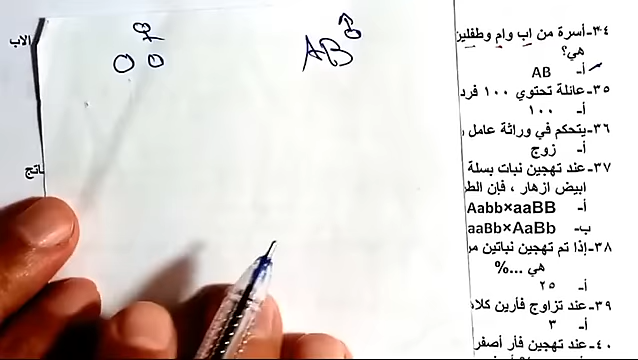 الاب
♀
O O
AB ♂
ناتج
٣٤-أسرة من اب وام وطفلين
هي؟
أ- AB
٣٥-عائلة تحتوي ١٠٠ فرد
أ- ١٠٠
٣٦-يتحكم في وراثة عامل
أ- زوج
٣٧-عند تهجين نبات بسلة
ابيض ازهار ، فإن الط
أ- Aabb×aaBB
ب- aaBb×AaBb
٣٨-إذا تم تهجين نباتين مر
هي ...%
أ- ٢٥
٣٩-عند تزاوج فأرين كلاه
أ- ٣
٤٠-عند تهجين فأر أصفر